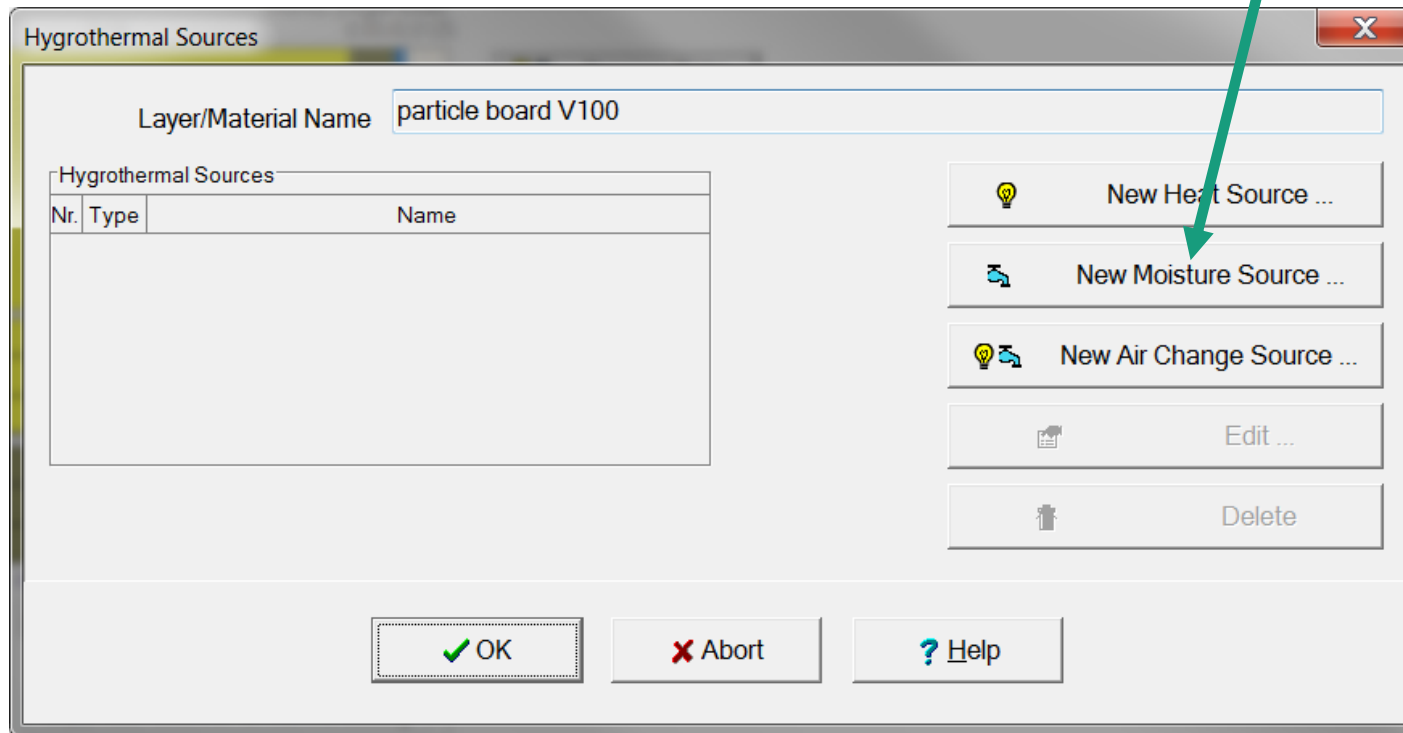 Hygrothermal Sources
Layer/Material Name particle board V100
Hygrothermal Sources
Nr. Type Name
New Heat Source ...
New Moisture Source ...
New Air Change Source ...
Edit ...
Delete
OK Abort Help